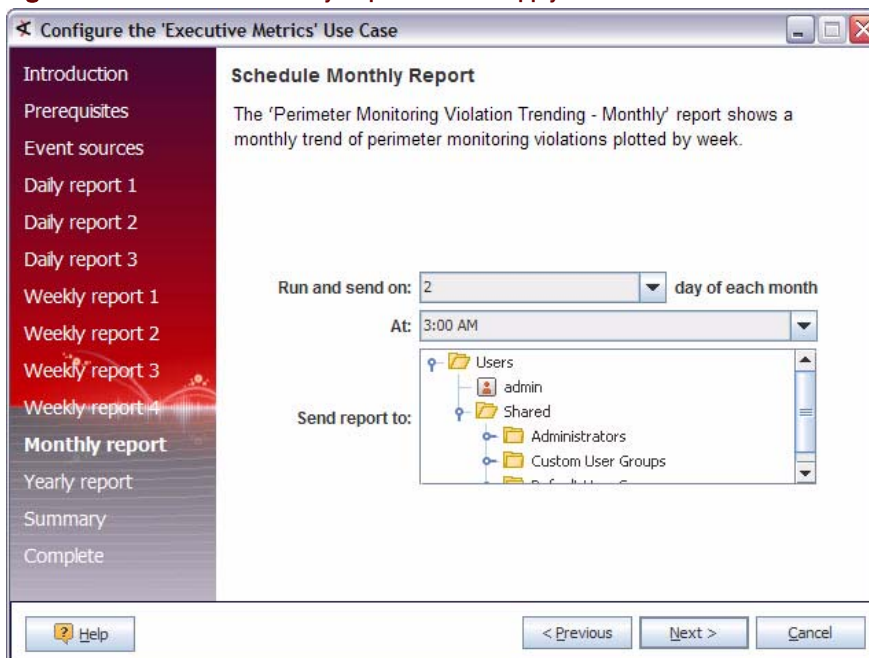 Configure the 'Executive Metrics' Use Case
Introduction
Prerequisites
Event sources
Daily report 1
Daily report 2
Daily report 3
Weekly report 1
Weekly report 2
Weekly report 3
Weekly report 4
Monthly report
Yearly report
Summary
Complete
Schedule Monthly Report
The 'Perimeter Monitoring Violation Trending - Monthly' report shows a
monthly trend of perimeter monitoring violations plotted by week.
Run and send on: 2 day of each month
At: 3:00 AM
Send report to:
Users
admin
Shared
Administrators
Custom User Groups
Help
< Previous
Next >
Cancel